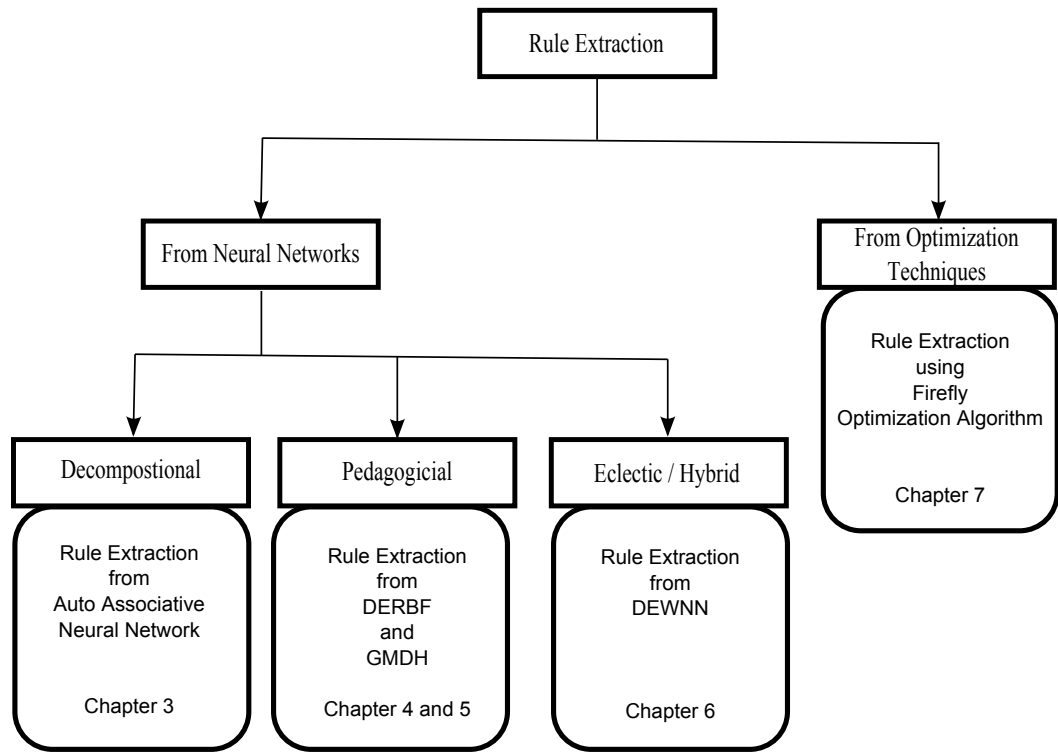 Rule Extraction
From Neural Networks
From Optimization
Techniques
Rule Extraction
using
Firefly
Optimization Algorithm
Chapter 7
Decompostional
Rule Extraction
from
Auto Associative
Neural Network
Chapter 3
Pedagogicial
Rule Extraction
from
DERBF
and
GMDH
Chapter 4 and 5
Eclectic / Hybrid
Rule Extraction
from
DEWNN
Chapter 6